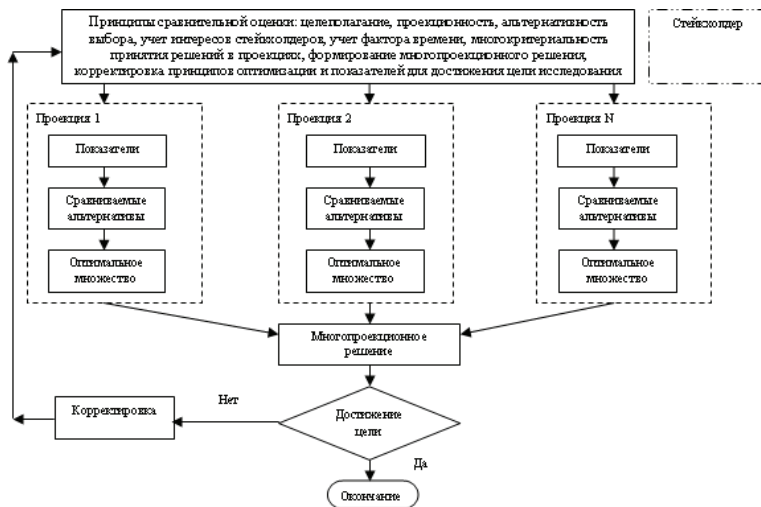 Принципы сравнительной оценки: целеполагание, проекционность, альтернативность
выбора, учет интересов стейкхолдеров, учет фактора времени, многокритериальность
принятия решений в проекциях, формирование многопроекционного решения,
корректировка принципов оптимизации и показателей для достижения цели исследования
Стейкхолдер
Проекция 1
Показатели
Сравниваемые
альтернативы
Оптимальное
множество
Проекция 2
Показатели
Сравниваемые
альтернативы
Оптимальное
множество
Проекция N
Показатели
Сравниваемые
альтернативы
Оптимальное
множество
Многопроекционное
решение
Корректировка
Нет
Достижение
цели
Да
Окончание